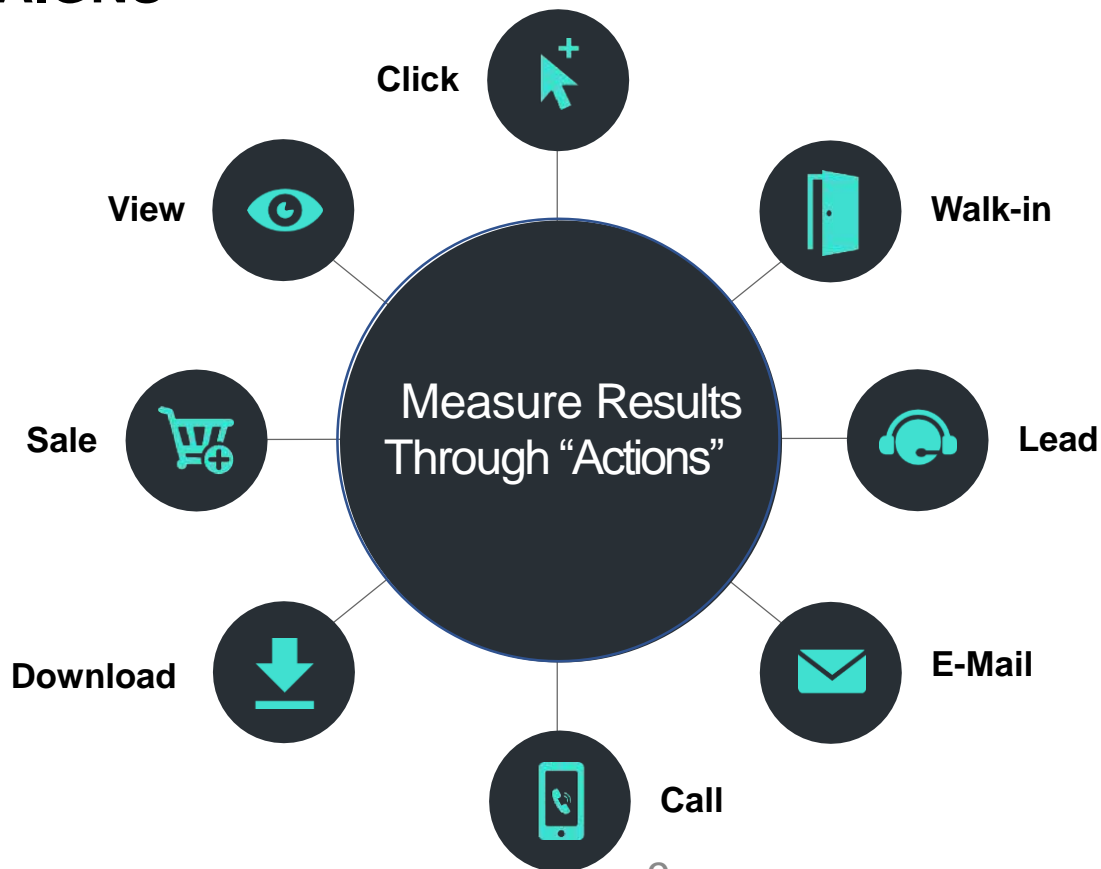 Click
View
Walk-in
Measure Results
Through “Actions”
Sale
Lead
Download
E-Mail
Call